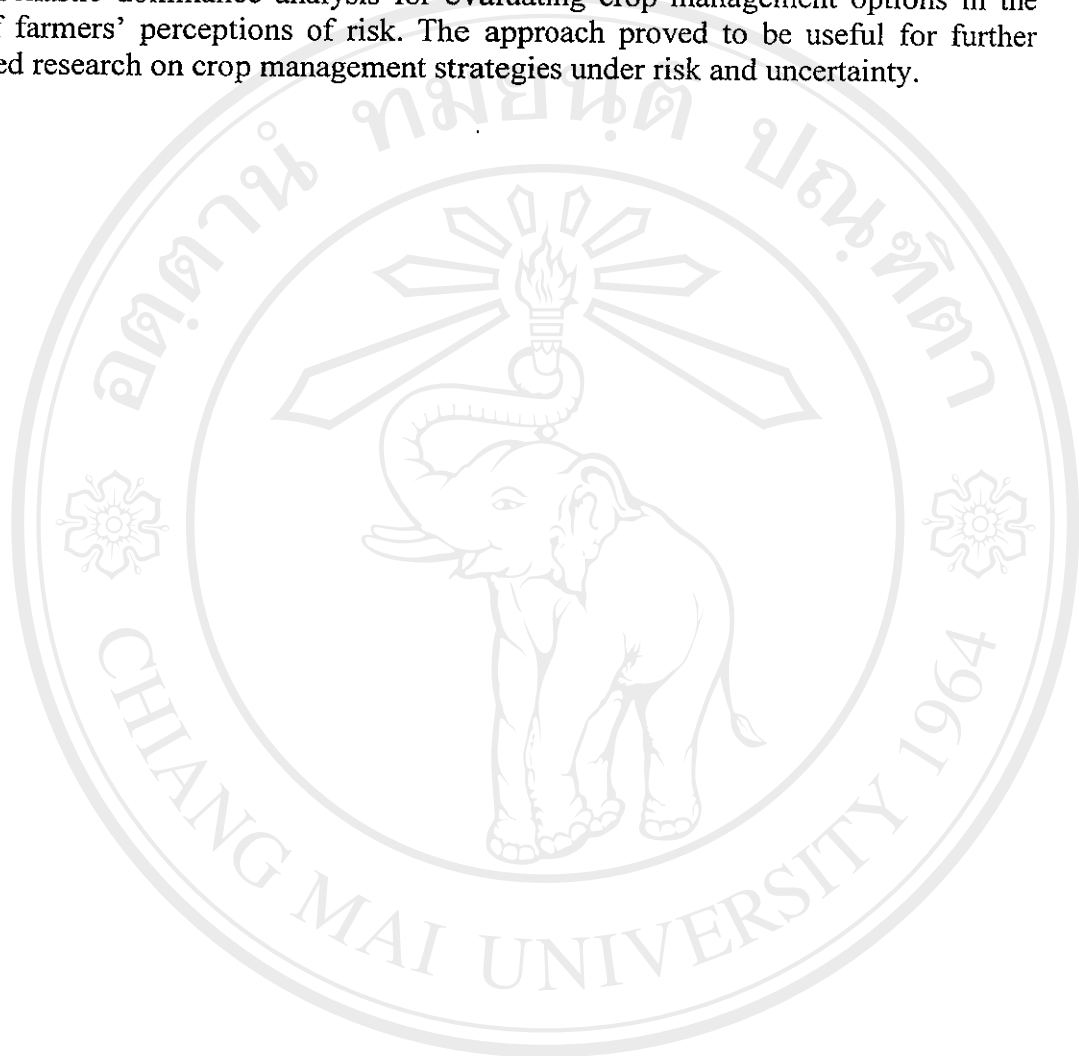 dominance analysis for evaluating crop management options in the
farmers' perceptions of risk. The approach proved to be useful for further
research on crop management strategies under risk and uncertainty.
CHIANG MAI UNIVERSITY 1964